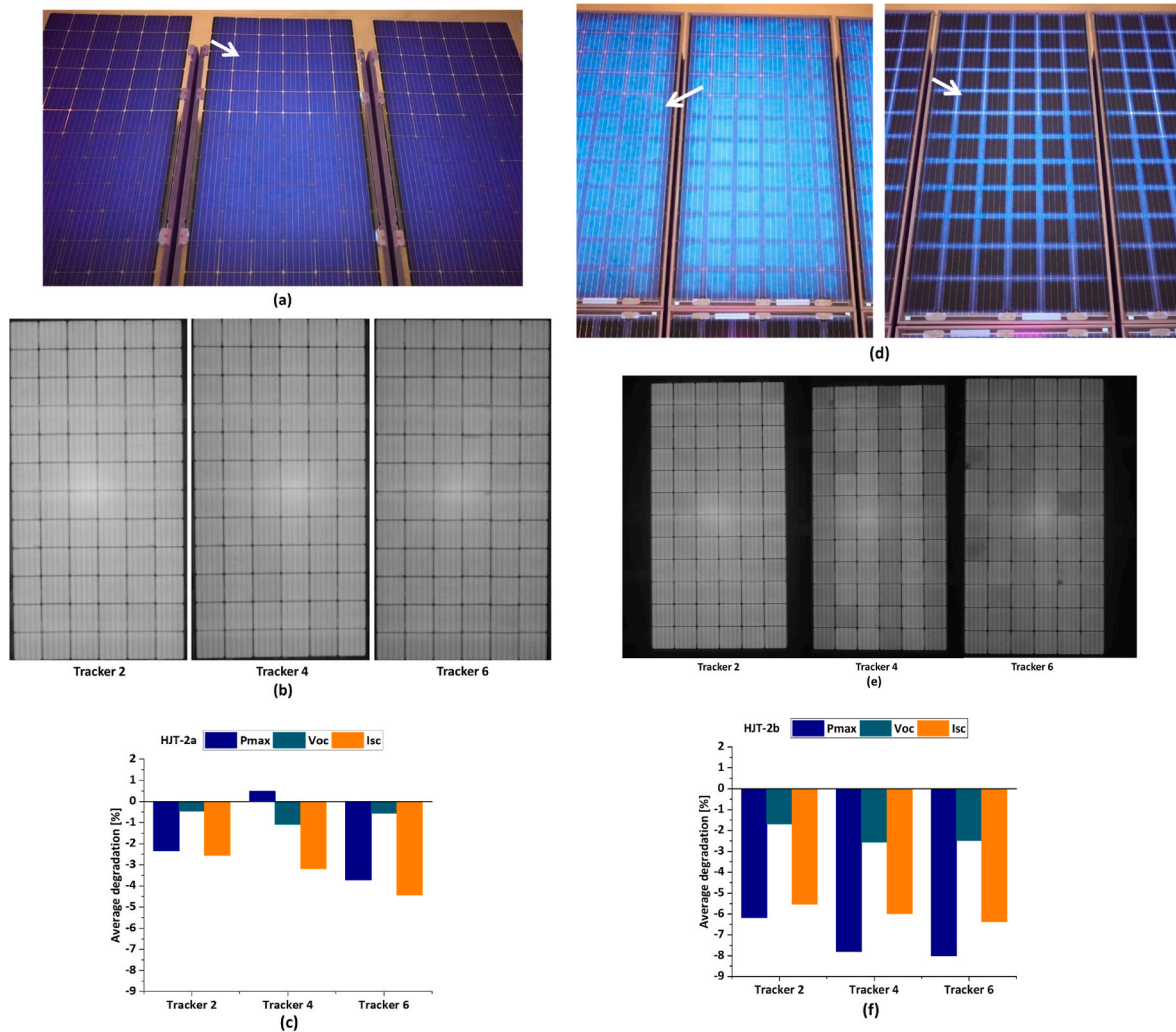 (a)
Tracker 2 Tracker 4 Tracker 6
(b)
HJT-2a Pmax Voc Isc
2
1
0
-1
-2
-3
-4
-5
-6
-7
-8
-9
Average degradation [%]
Tracker 2 Tracker 4 Tracker 6
(c)
(d)
Tracker 2 Tracker 4 Tracker 6
(e)
HJT-2b Pmax Voc Isc
2
1
0
-1
-2
-3
-4
-5
-6
-7
-8
-9
Average degradation [%]
Tracker 2 Tracker 4 Tracker 6
(f)